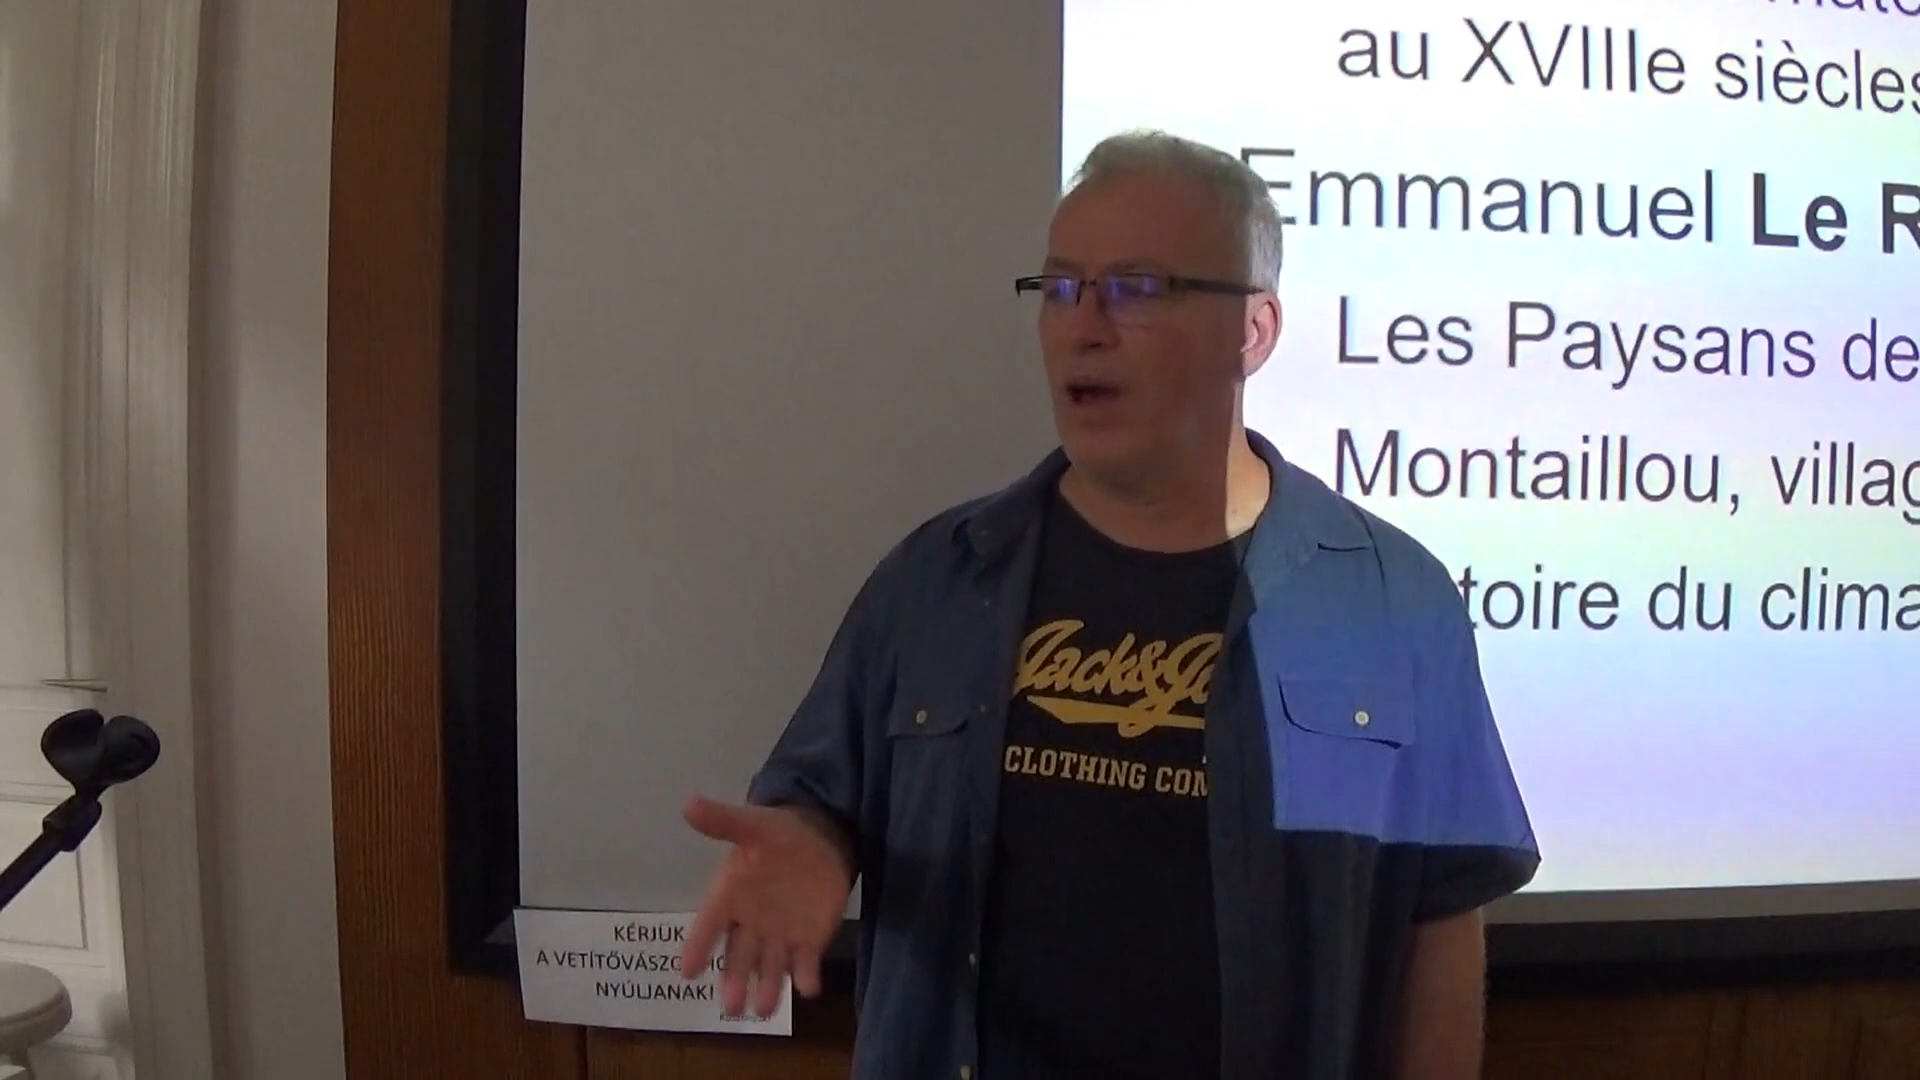 au XVIIIe siècles
Emmanuel Le R
Les Paysans de
Montaillou, villag
toire du clima
Jack&Jo
CLOTHING COM
KÉRJÜK
A VETÍTŐVÁSZ
NYÚLJANAK!